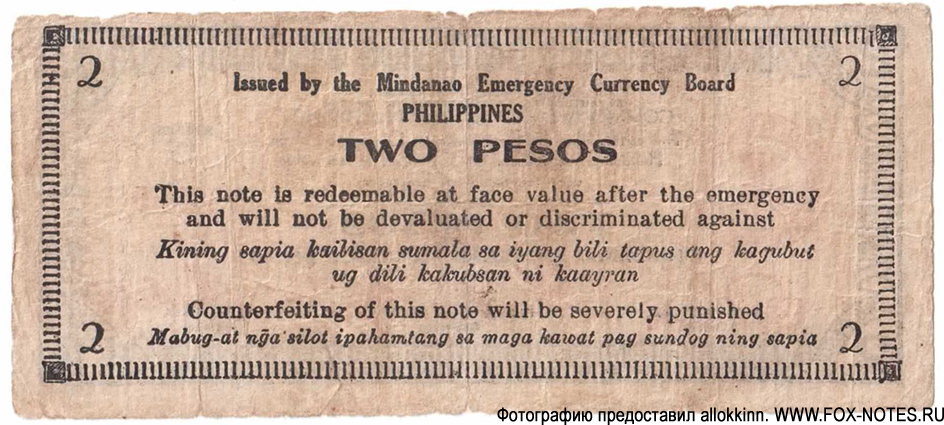 2 2
Issued by the Mindanao Emergency Currency Board
PHILIPPINES
TWO PESOS
This note is redeemable at face value after the emergency
and will not be devaluated or discriminated against
Kining sapia kailisan sumala sa iyang bili tapus ang kagubut
ug dili kakubsan ni kaayran
Counterfeiting of this note will be severely punished
2 Mabug-at nga silot ipahamtang sa maga kawat pag sundog ning sapia 2
Фотографию предоставил allokkinn. WWW.FOX-NOTES.RU